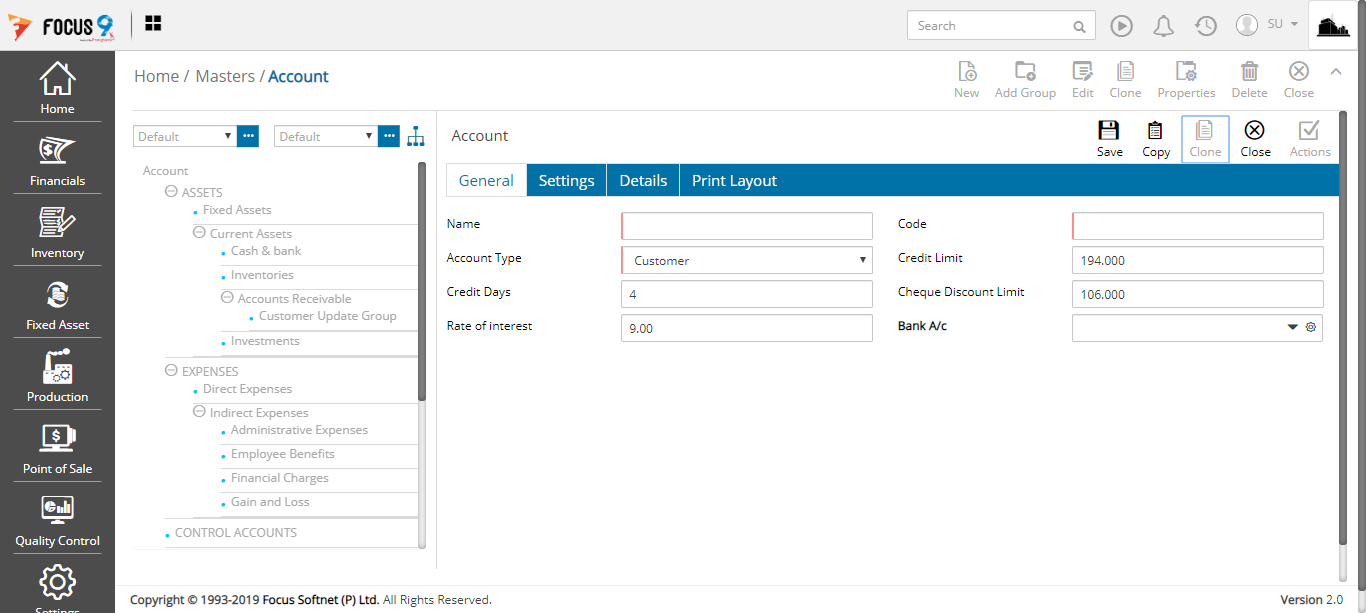 FOCUS 9
Search
SU
Home
Financials
Inventory
Fixed Asset
Production
Point of Sale
Quality Control
Settings
Home / Masters / Account
New
Add Group
Edit
Clone
Properties
Delete
Close
Default
Default
Account
ASSETS
Fixed Assets
Current Assets
Cash & bank
Inventories
Accounts Receivable
Customer Update Group
Investments
EXPENSES
Direct Expenses
Indirect Expenses
Administrative Expenses
Employee Benefits
Financial Charges
Gain and Loss
CONTROL ACCOUNTS
Account
Save
Copy
Clone
Close
Actions
General
Settings
Details
Print Layout
Name
Code
Account Type
Customer
Credit Limit
194.000
Credit Days
4
Cheque Discount Limit
106.000
Rate of interest
9.00
Bank A/c
Copyright © 1993-2019 Focus Softnet (P) Ltd. All Rights Reserved.
Version 2.0